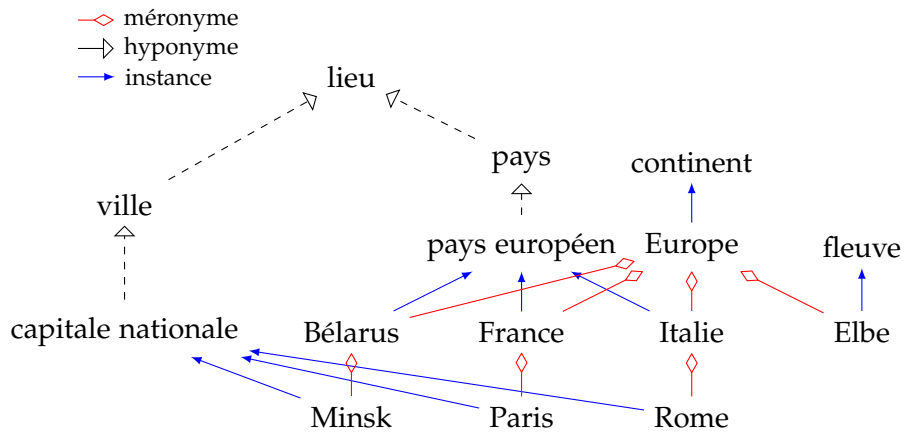 méronyme
hyponyme
instance
lieu
pays
continent
ville
pays européen
Europe
fleuve
capitale nationale
Bélarus
France
Italie
Elbe
Minsk
Paris
Rome